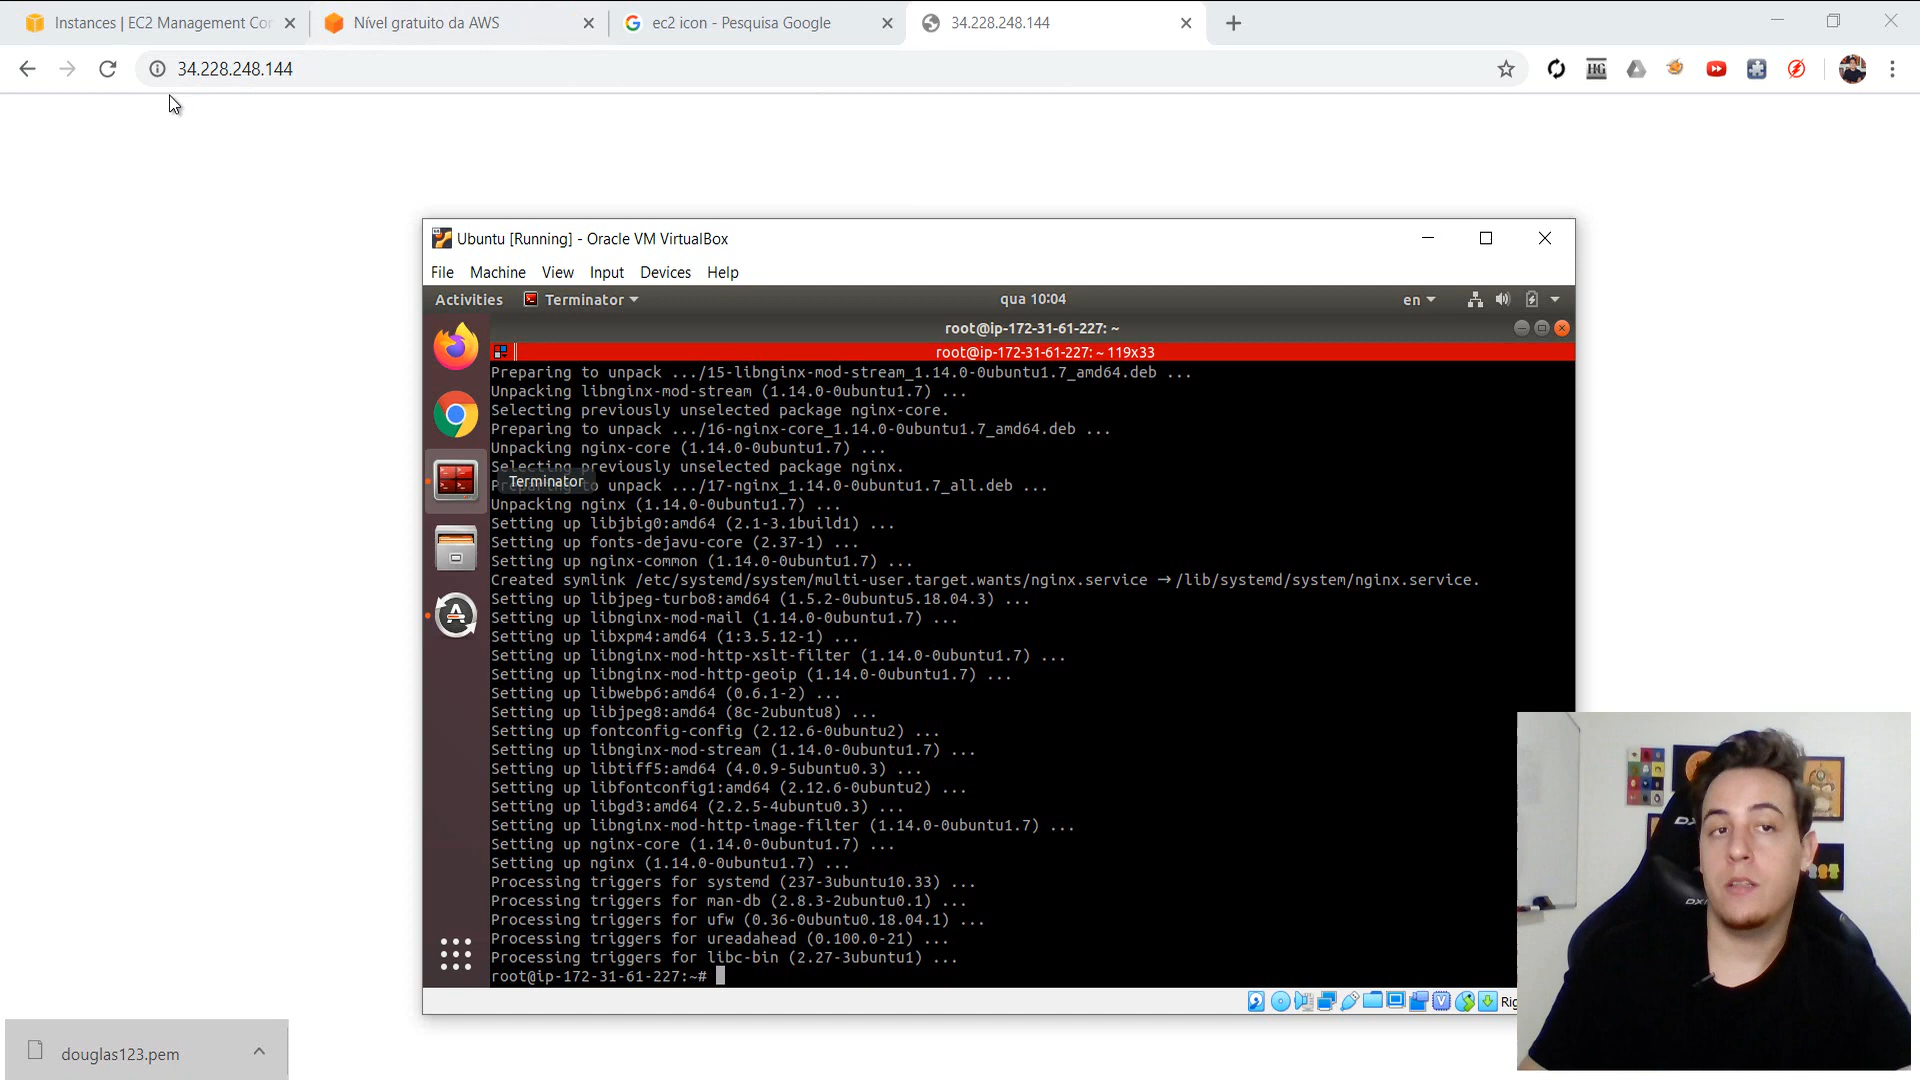 Instances | EC2 Management Co
Nível gratuito da AWS
ec2 icon - Pesquisa Google
34.228.248.144
34.228.248.144
HG
Ubuntu [Running] - Oracle VM VirtualBox
File Machine View Input Devices Help
Activities Terminator qua 10:04 en
root@ip-172-31-61-227: ~
root@ip-172-31-61-227: ~ 119x33
Preparing to unpack .../15-libnginx-mod-stream_1.14.0-0ubuntu1.7_amd64.deb ...
Unpacking libnginx-mod-stream (1.14.0-0ubuntu1.7) ...
Selecting previously unselected package nginx-core.
Preparing to unpack .../16-nginx-core_1.14.0-0ubuntu1.7_amd64.deb ...
Unpacking nginx-core (1.14.0-0ubuntu1.7) ...
Selecting previously unselected package nginx.
Terminator
Preparing to unpack .../17-nginx_1.14.0-0ubuntu1.7_all.deb ...
Unpacking nginx (1.14.0-0ubuntu1.7) ...
Setting up libjbig0:amd64 (2.1-3.1build1) ...
Setting up fonts-dejavu-core (2.37-1) ...
Setting up nginx-common (1.14.0-0ubuntu1.7) ...
Created symlink /etc/systemd/system/multi-user.target.wants/nginx.service → /lib/systemd/system/nginx.service.
Setting up libjpeg-turbo8:amd64 (1.5.2-0ubuntu5.18.04.3) ...
Setting up libnginx-mod-mail (1.14.0-0ubuntu1.7) ...
Setting up libxpm4:amd64 (1:3.5.12-1) ...
Setting up libnginx-mod-http-xslt-filter (1.14.0-0ubuntu1.7) ...
Setting up libnginx-mod-http-geoip (1.14.0-0ubuntu1.7) ...
Setting up libwebp6:amd64 (0.6.1-2) ...
Setting up libjpeg8:amd64 (8c-2ubuntu8) ...
Setting up fontconfig-config (2.12.6-0ubuntu2) ...
Setting up libnginx-mod-stream (1.14.0-0ubuntu1.7) ...
Setting up libtiff5:amd64 (4.0.9-5ubuntu0.3) ...
Setting up libfontconfig1:amd64 (2.12.6-0ubuntu2) ...
Setting up libgd3:amd64 (2.2.5-4ubuntu0.3) ...
Setting up libnginx-mod-http-image-filter (1.14.0-0ubuntu1.7) ...
Setting up nginx-core (1.14.0-0ubuntu1.7) ...
Setting up nginx (1.14.0-0ubuntu1.7) ...
Processing triggers for systemd (237-3ubuntu10.33) ...
Processing triggers for man-db (2.8.3-2ubuntu0.1) ...
Processing triggers for ufw (0.36-0ubuntu0.18.04.1) ...
Processing triggers for ureadahead (0.100.0-21) ...
Processing triggers for libc-bin (2.27-3ubuntu1) ...
root@ip-172-31-61-227:~#
Rig
douglas123.pem